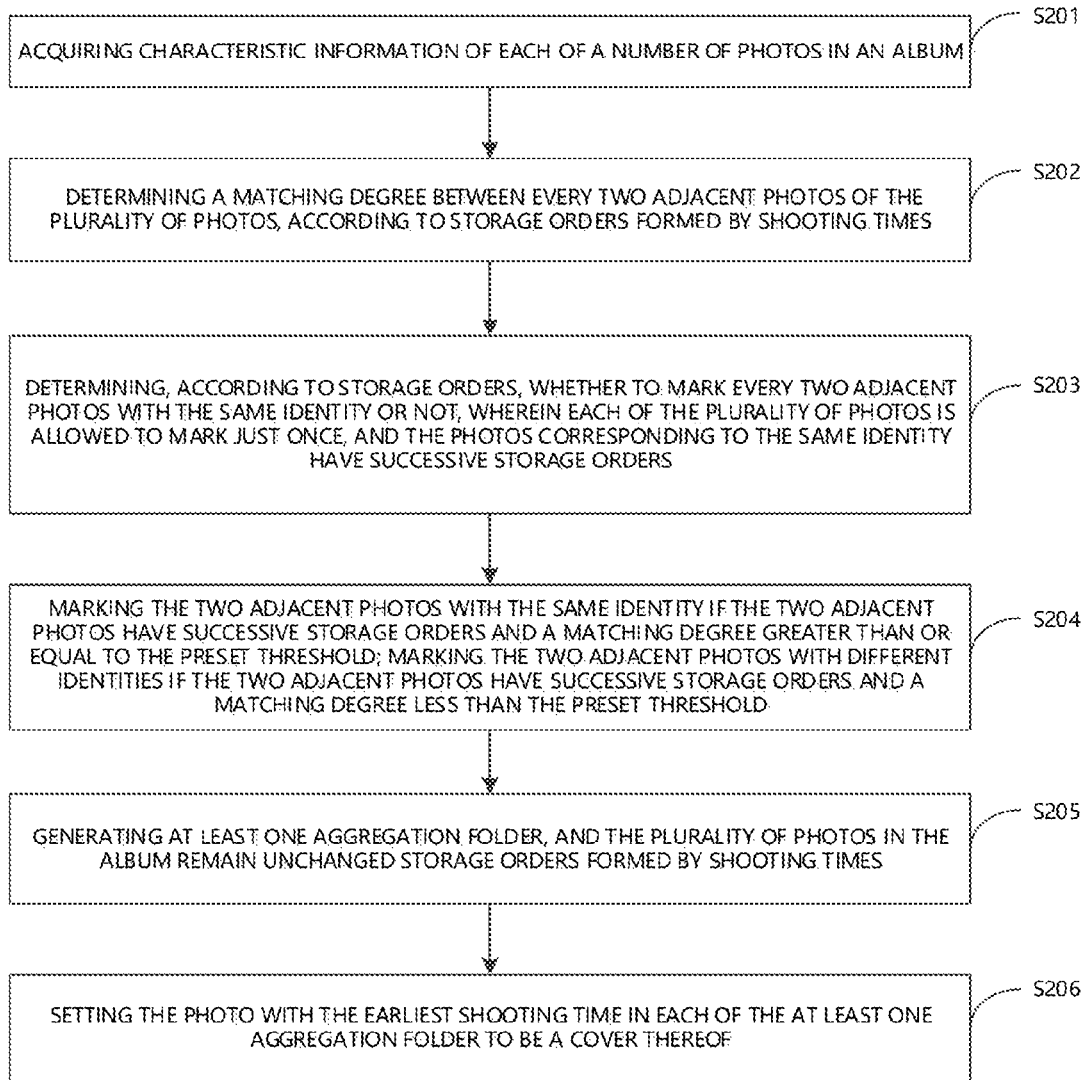 S201
ACQUIRING CHARACTERISTIC INFORMATION OF EACH OF A NUMBER OF PHOTOS IN AN ALBUM
S202
DETERMINING A MATCHING DEGREE BETWEEN EVERY TWO ADJACENT PHOTOS OF THE
PLURALITY OF PHOTOS, ACCORDING TO STORAGE ORDERS FORMED BY SHOOTING TIMES
S203
DETERMINING, ACCORDING TO STORAGE ORDERS, WHETHER TO MARK EVERY TWO ADJACENT
PHOTOS WITH THE SAME IDENTITY OR NOT, WHEREIN EACH OF THE PLURALITY OF PHOTOS IS
ALLOWED TO MARK JUST ONCE, AND THE PHOTOS CORRESPONDING TO THE SAME IDENTITY
HAVE SUCCESSIVE STORAGE ORDERS
S204
MARKING THE TWO ADJACENT PHOTOS WITH THE SAME IDENTITY IF THE TWO ADJACENT
PHOTOS HAVE SUCCESSIVE STORAGE ORDERS AND A MATCHING DEGREE GREATER THAN OR
EQUAL TO THE PRESET THRESHOLD; MARKING THE TWO ADJACENT PHOTOS WITH DIFFERENT
IDENTITIES IF THE TWO ADJACENT PHOTOS HAVE SUCCESSIVE STORAGE ORDERS AND A
MATCHING DEGREE LESS THAN THE PRESET THRESHOLD
S205
GENERATING AT LEAST ONE AGGREGATION FOLDER, AND THE PLURALITY OF PHOTOS IN THE
ALBUM REMAIN UNCHANGED STORAGE ORDERS FORMED BY SHOOTING TIMES
S206
SETTING THE PHOTO WITH THE EARLIEST SHOOTING TIME IN EACH OF THE AT LEAST ONE
AGGREGATION FOLDER TO BE A COVER THEREOF